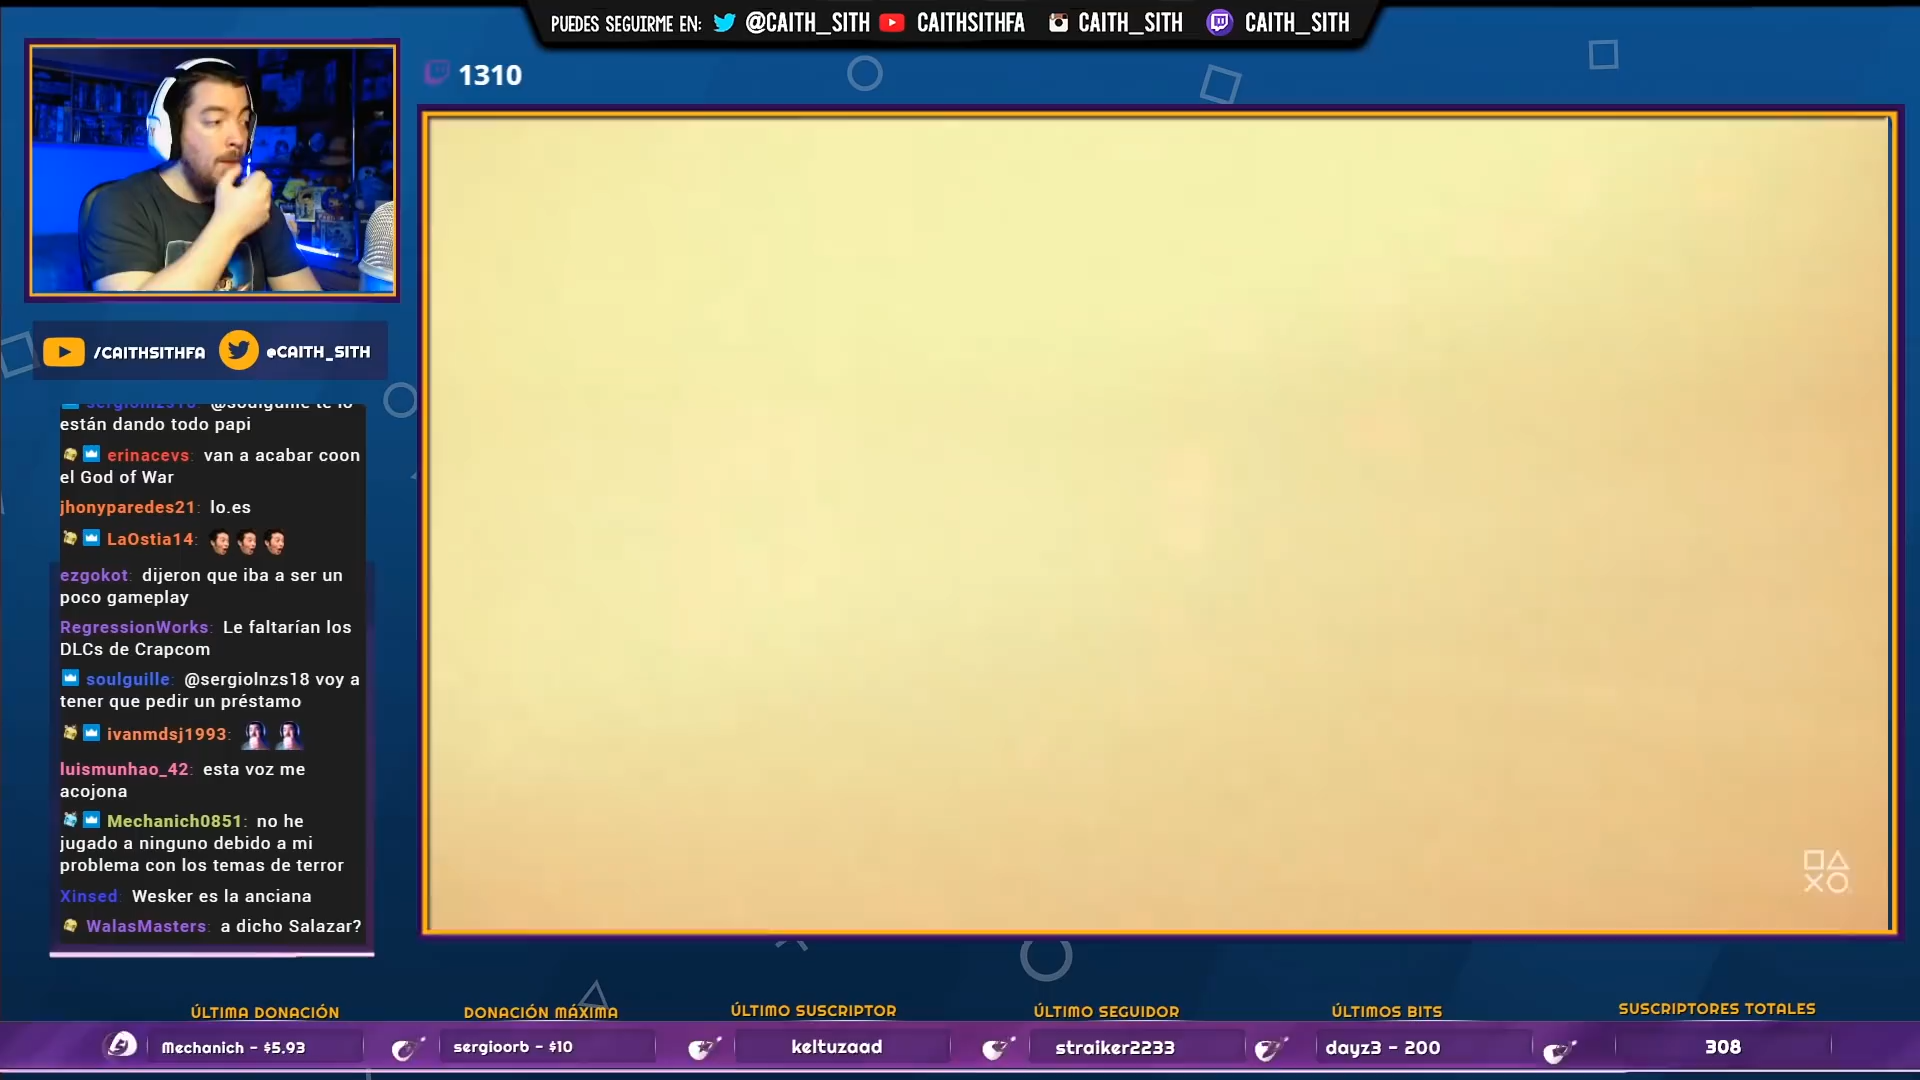 PUEDES SEGUIRME EN: @CAITH_SITH CAITHSITHFA CAITH_SITH CAITH_SITH
1310
/CAITHSITHFA @CAITH_SITH
están dando todo papi
erinacevs: van a acabar coon
el God of War
jhonyparedes21: lo.es
LaOstia14:
ezgokot: dijeron que iba a ser un
poco gameplay
RegressionWorks: Le faltarían los
DLCs de Crapcom
soulguille: @sergiolnzs18 voy a
tener que pedir un préstamo
ivanmdsj1993:
luismunhao_42: esta voz me
acojona
Mechanich0851: no he
jugado a ninguno debido a mi
problema con los temas de terror
Xinsed: Wesker es la anciana
WalasMasters: a dicho Salazar?
ÚLTIMA DONACIÓN DONACIÓN MÁXIMA ÚLTIMO SUSCRIPTOR ÚLTIMO SEGUIDOR ÚLTIMOS BITS SUSCRIPTORES TOTALES
Mechanich - $5.93 sergioorb - $10 keltuzaad straiker2233 dayz3 - 200 308